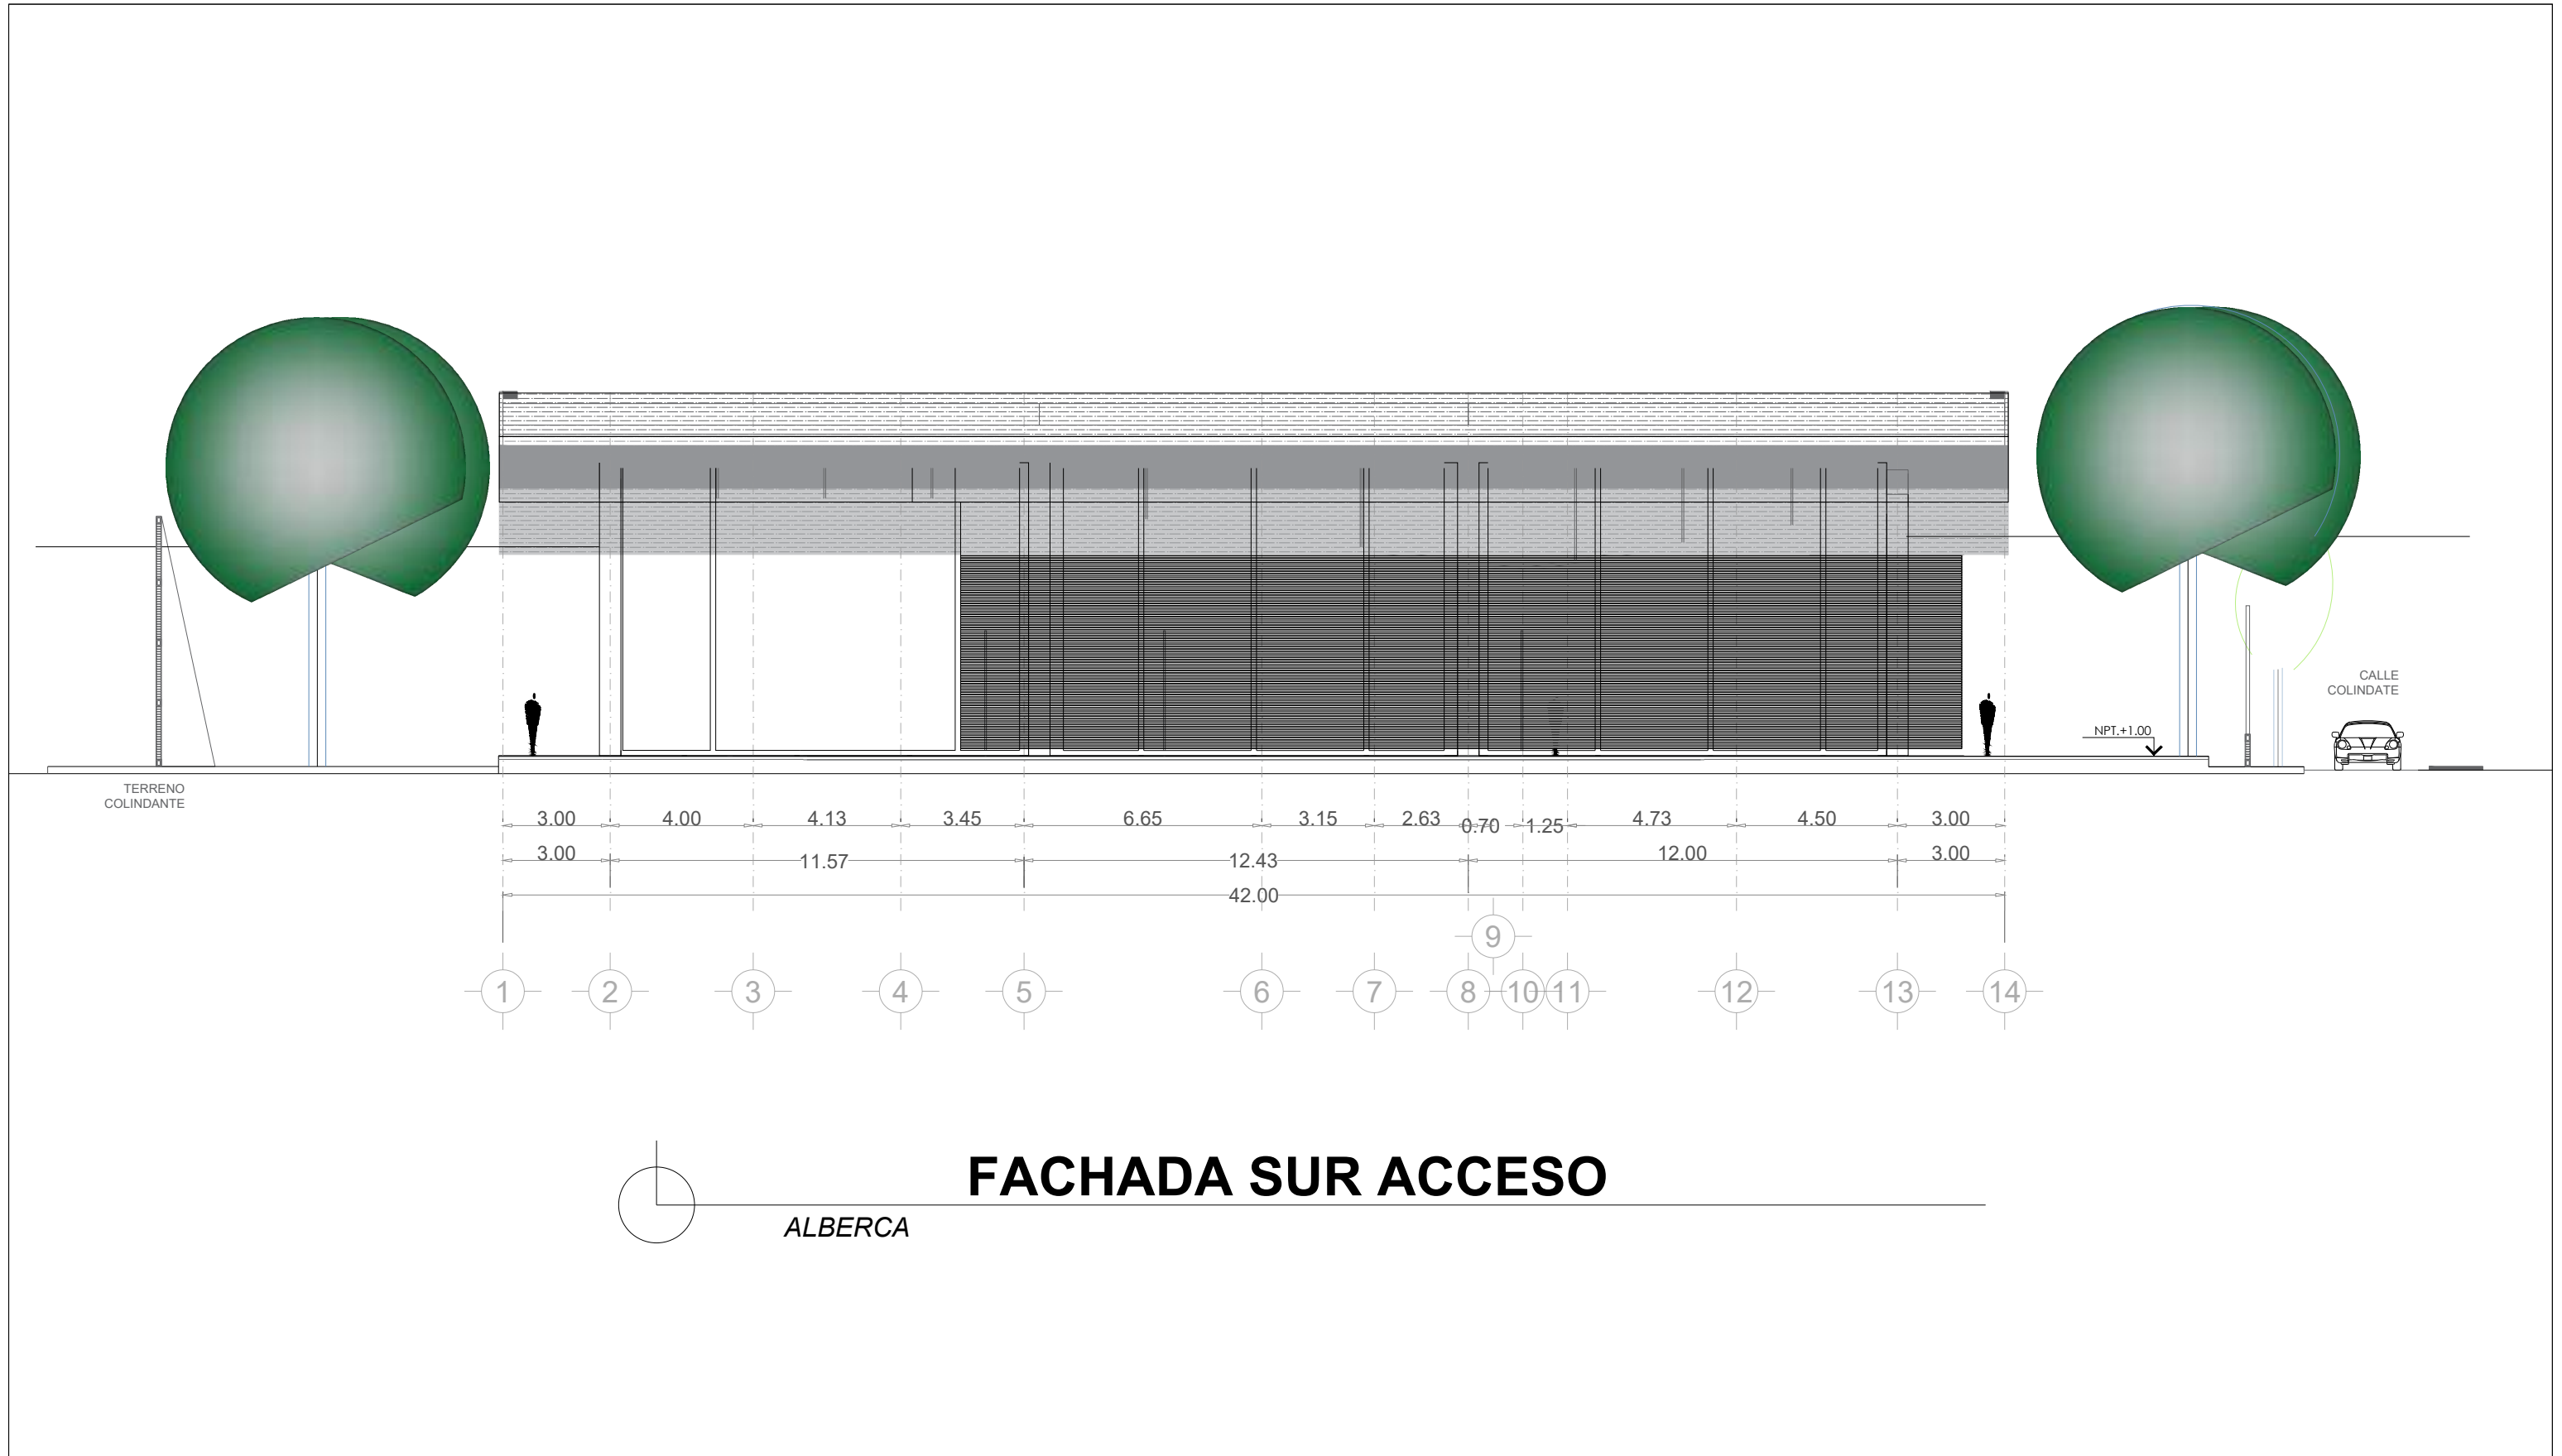 CALLE
COLINDATE
NPT.+1.00
TERRENO
COLINDANTE
3.00 4.00 4.13 3.45 6.65 3.15 2.63 0.70 1.25 4.73 4.50 3.00
3.00 11.57 12.43 12.00 3.00
42.00
9
1 2 3 4 5 6 7 8 10 11 12 13 14
FACHADA SUR ACCESO
ALBERCA